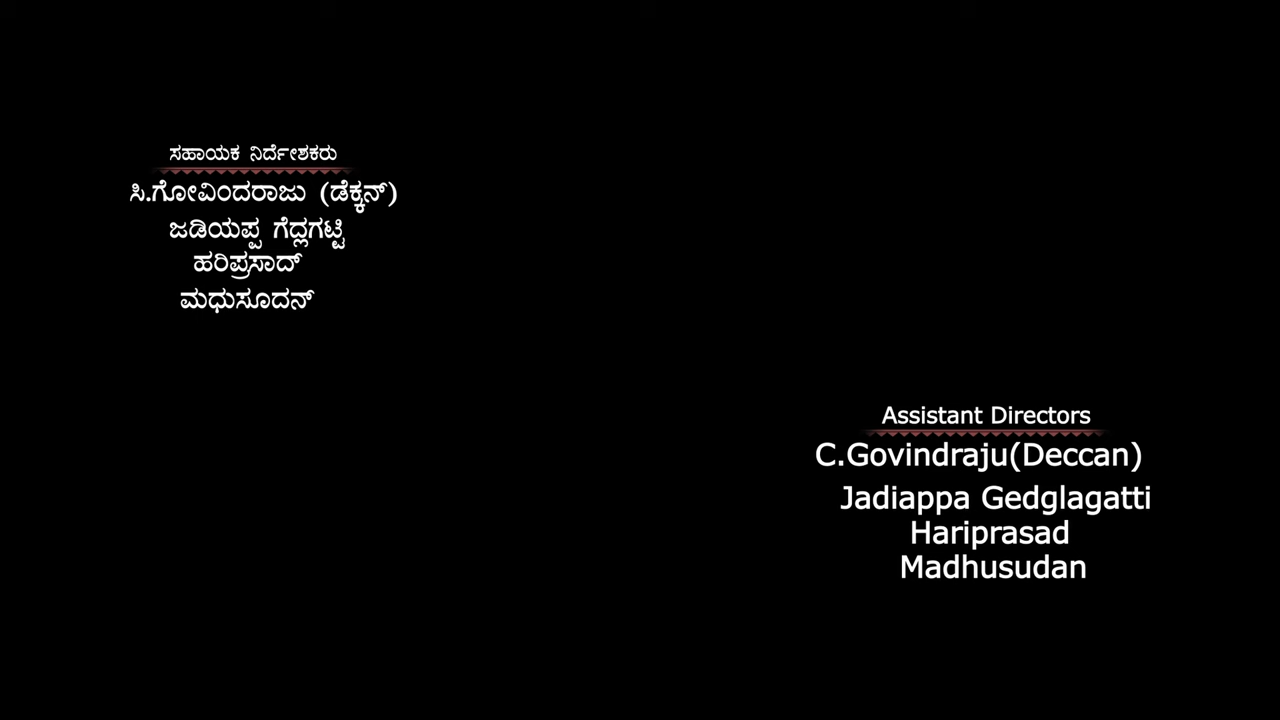 ಸಹಾಯಕ ನಿರ್ದೇಶಕರು
ಸಿ.ಗೋವಿಂದರಾಜು (ಡೆಕ್ಕನ್)
ಜಡಿಯಪ್ಪ ಗೆದ್ಲಗಟ್ಟಿ
ಹರಿಪ್ರಸಾದ್
ಮಧುಸೂದನ್
Assistant Directors
C.Govindraju(Deccan)
Jadiappa Gedglagatti
Hariprasad
Madhusudan